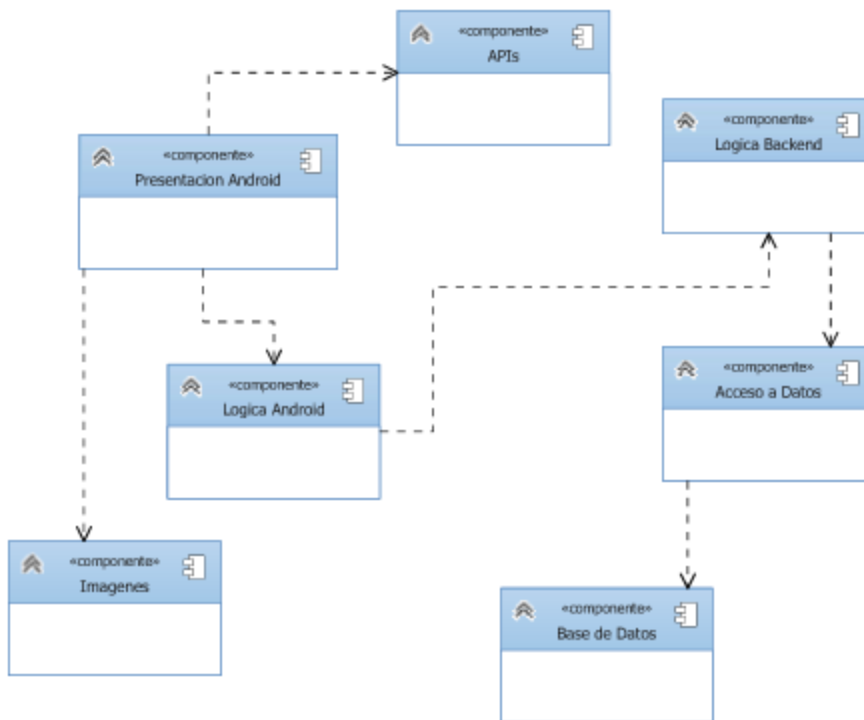 «componente»
APIs
«componente»
Logica Backend
«componente»
Presentacion Android
«componente»
Logica Android
«componente»
Acceso a Datos
«componente»
Imagenes
«componente»
Base de Datos